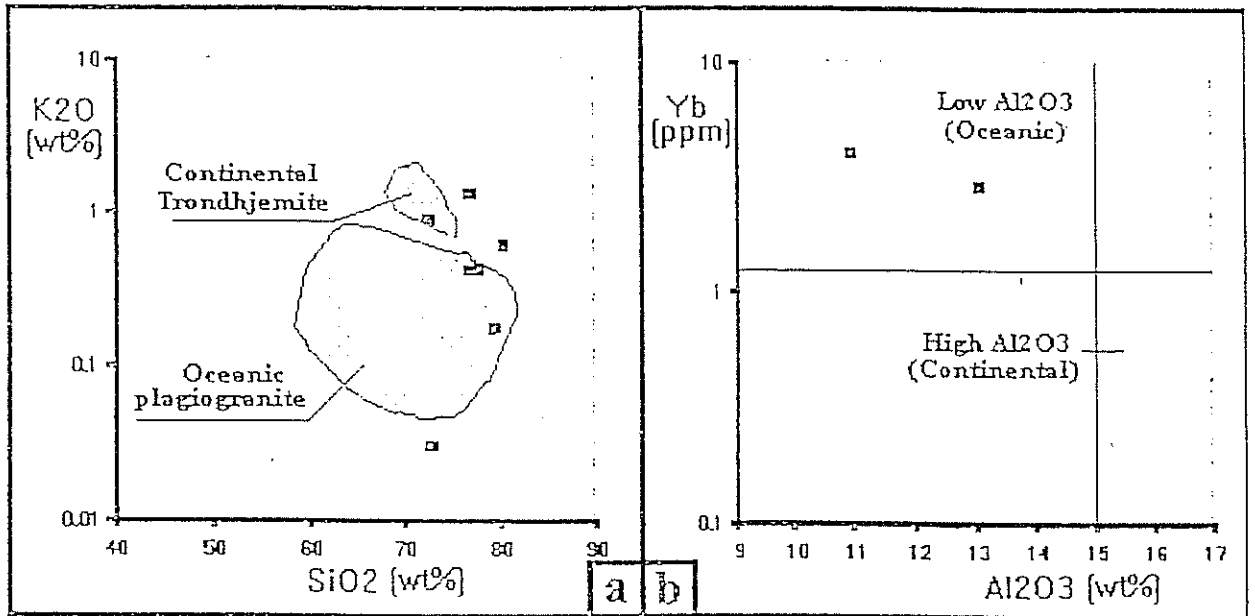 10
K2O
[wt%]
Continental
Trondhjemite
1
0.1
Oceanic
plagiogranite
0.01
40 50 60 70 80 90
SiO2 [wt%]
a
b
10
Yb
[ppm]
Low Al2O3
(Oceanic)
1
High Al2O3
(Continental)
0.1
9 10 11 12 13 14 15 16 17
Al2O3 [wt%]